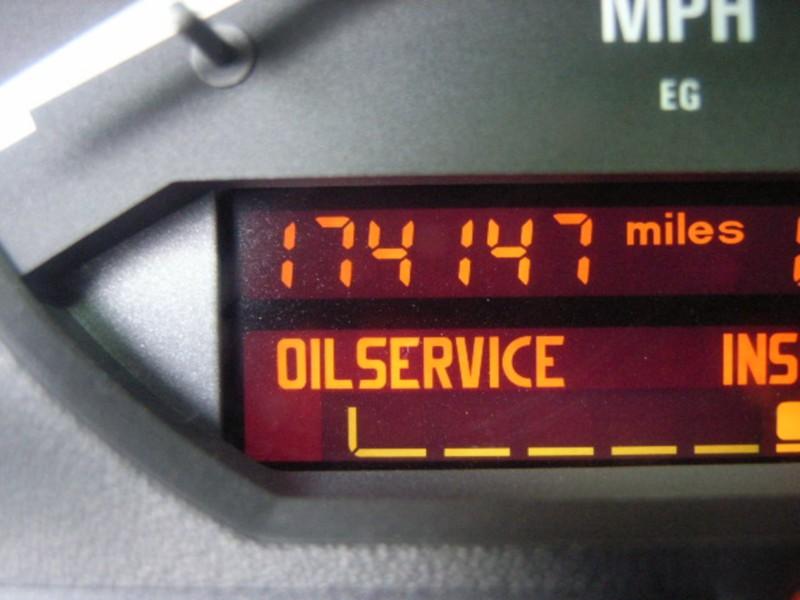 MPH
EG
174147 miles
OILSERVICE INS